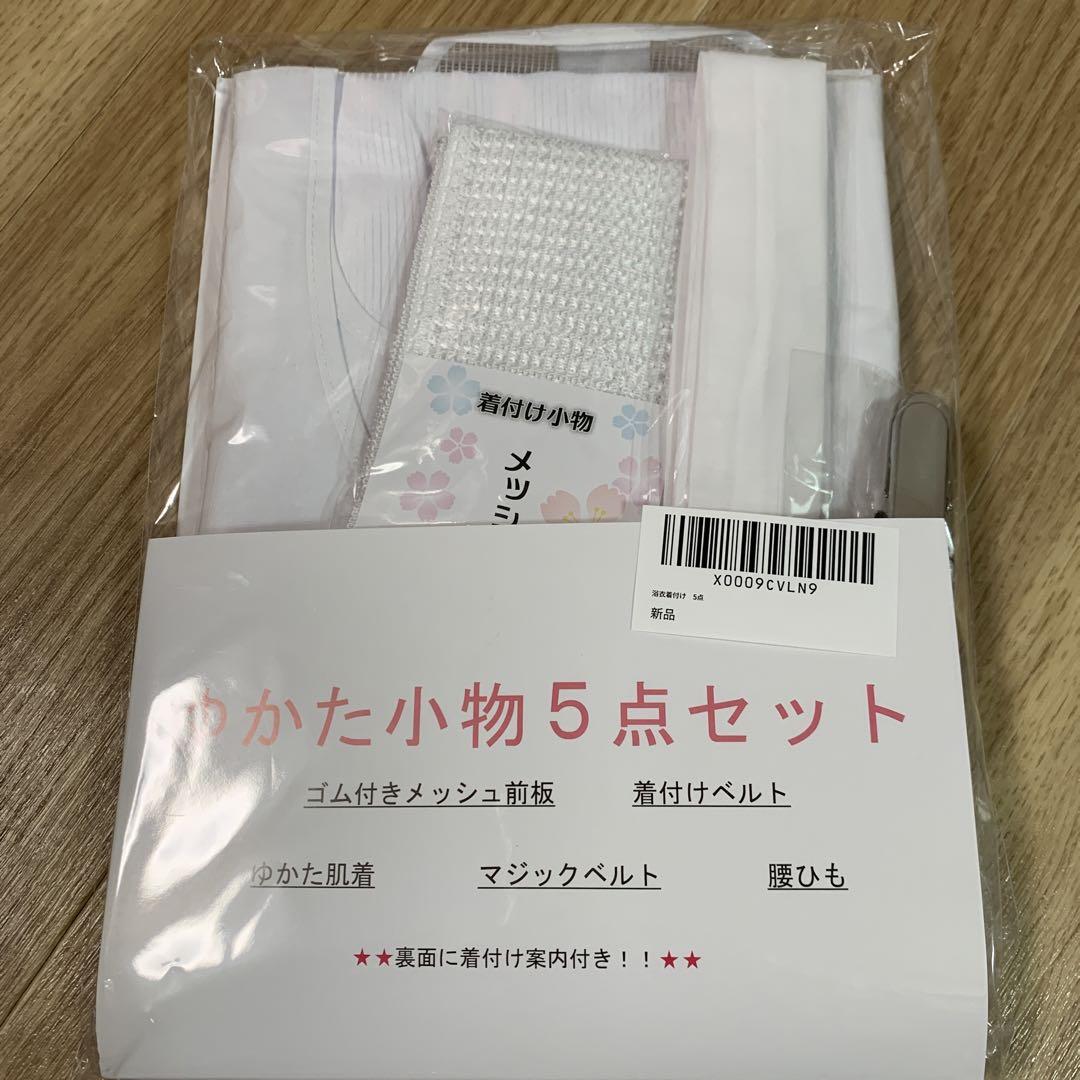 着付け小物
メッシ
X0009CVLN9
浴衣着付け 5点
新品
ゆかた小物5点セット
ゴム付きメッシュ前板 着付けベルト
ゆかた肌着 マジックベルト 腰ひも
★★裏面に着付け案内付き!!★★